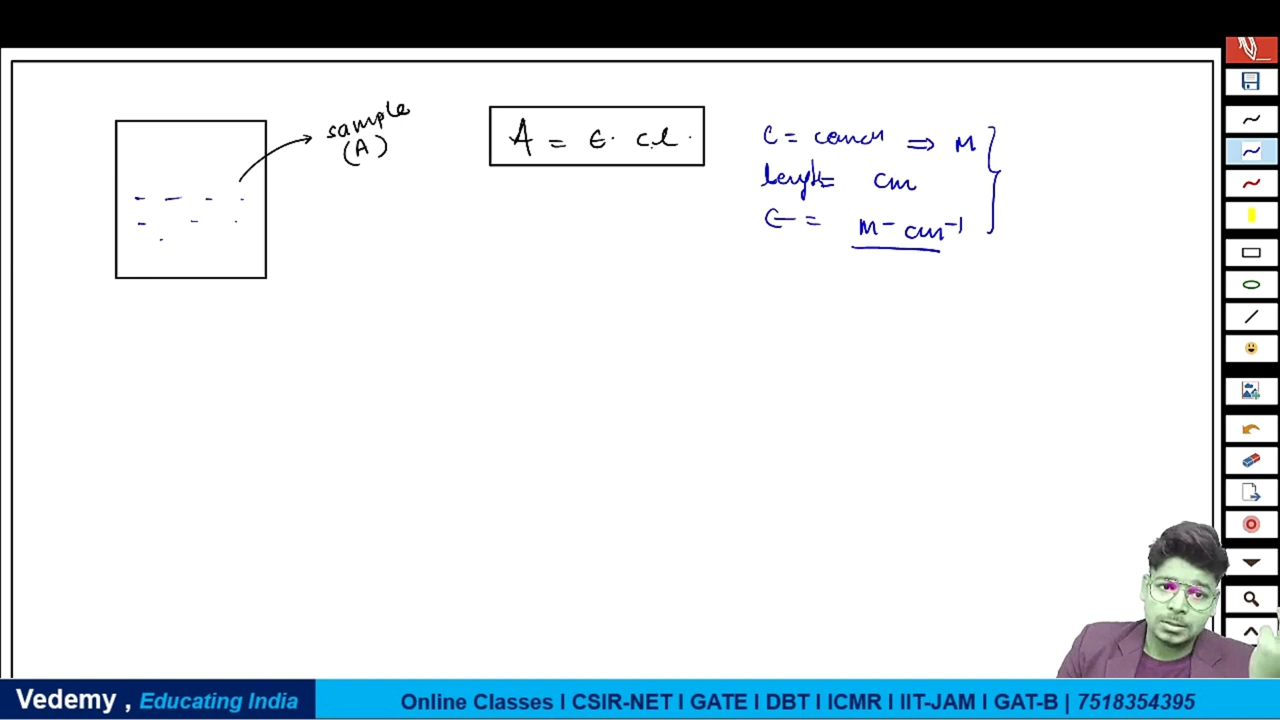 sample
(A)
A = ε. c.l.
C = concn ⇒ M
length = cm
ε = M⁻ cm⁻¹
Vedemy , Educating India
Online Classes I CSIR-NET I GATE I DBT I ICMR I IIT-JAM I GAT-B | 7518354395